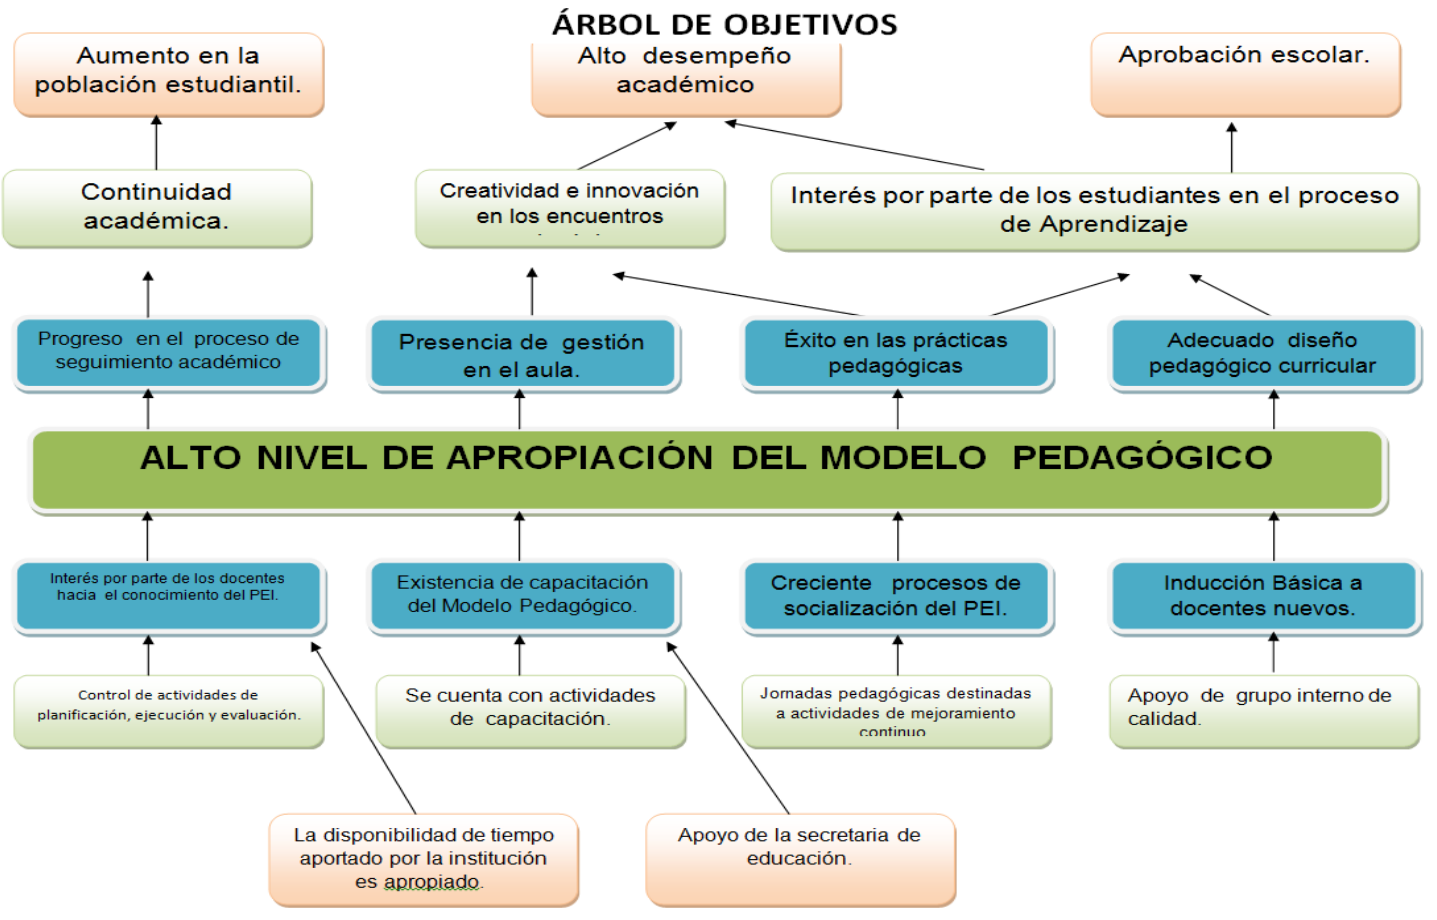 ÁRBOL DE OBJETIVOS
Aumento en la
población estudiantil.
Alto desempeño
académico
Aprobación escolar.
Continuidad
académica.
Creatividad e innovación
en los encuentros
Interés por parte de los estudiantes en el proceso
de Aprendizaje
Progreso en el proceso de
seguimiento académico
Presencia de gestión
en el aula.
Éxito en las prácticas
pedagógicas
Adecuado diseño
pedagógico curricular
ALTO NIVEL DE APROPIACIÓN DEL MODELO PEDAGÓGICO
Interés por parte de los docentes
hacia el conocimiento del PEI.
Existencia de capacitación
del Modelo Pedagógico.
Creciente procesos de
socialización del PEI.
Inducción Básica a
docentes nuevos.
Control de actividades de
planificación, ejecución y evaluación.
Se cuenta con actividades
de capacitación.
Jornadas pedagógicas destinadas
a actividades de mejoramiento
continuo
Apoyo de grupo interno de
calidad.
La disponibilidad de tiempo
aportado por la institución
es apropiado.
Apoyo de la secretaria de
educación.